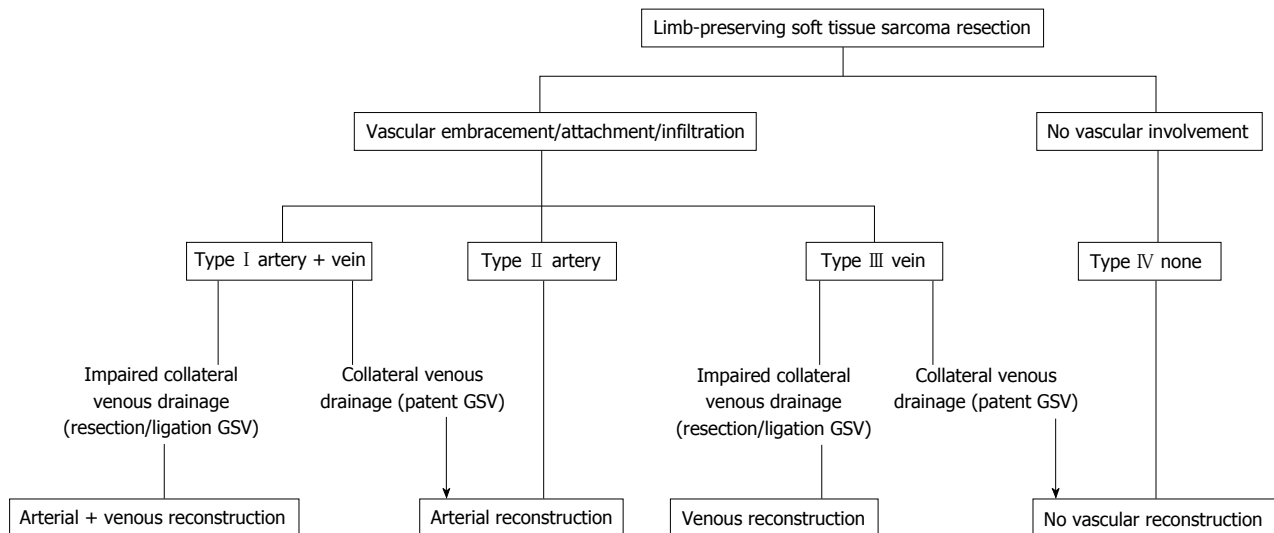 Limb-preserving soft tissue sarcoma resection
Vascular embracement/attachment/infiltration
No vascular involvement
Type Ⅰ artery + vein
Type Ⅱ artery
Type Ⅲ vein
Type Ⅳ none
Impaired collateral
venous drainage
(resection/ligation GSV)
Collateral venous
drainage (patent GSV)
Impaired collateral
venous drainage
(resection/ligation GSV)
Collateral venous
drainage (patent GSV)
Arterial + venous reconstruction
Arterial reconstruction
Venous reconstruction
No vascular reconstruction